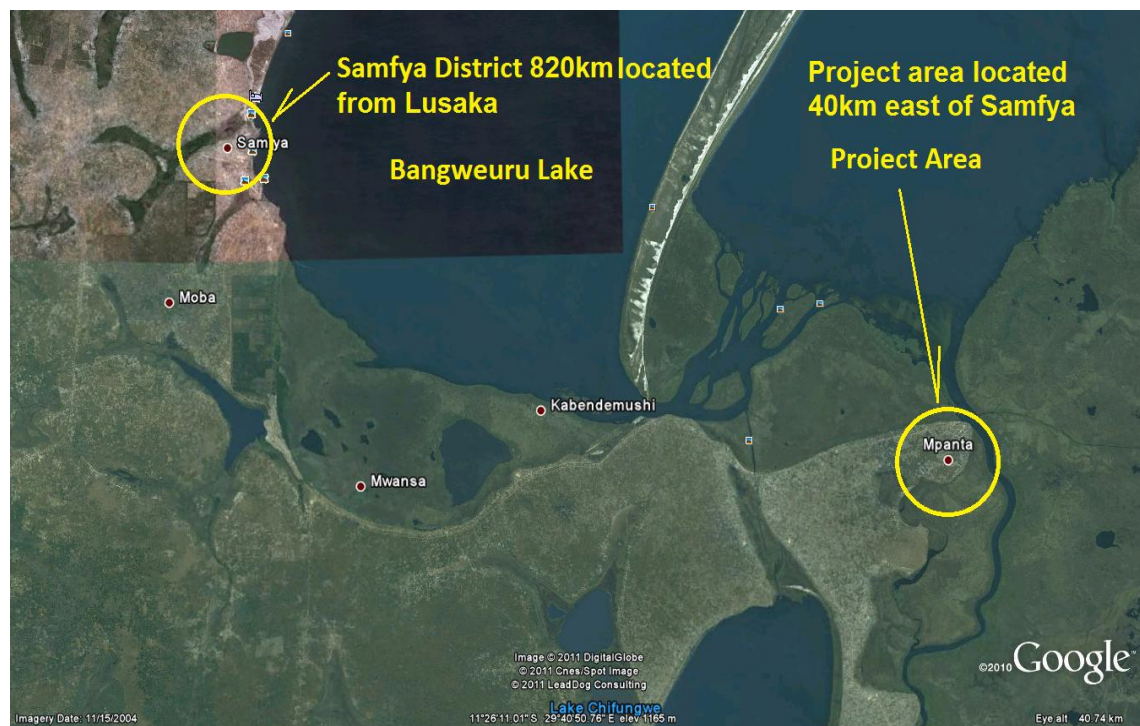 Samfya District 820km located
from Lusaka
Project area located
40km east of Samfya
Project Area
Samfya
Bangweuru Lake
Moba
Kabendemushi
Mpanta
Mwansa
Image © 2011 DigitalGlobe
© 2011 Cnes/Spot Image
© 2011 LeadDog Consulting
©2010 Google™
Lake Chifungwe
Imagery Date: 11/15/2004
11°26'11.01" S 29°40'50.76" E elev 1165 m
Eye alt 40.74 km